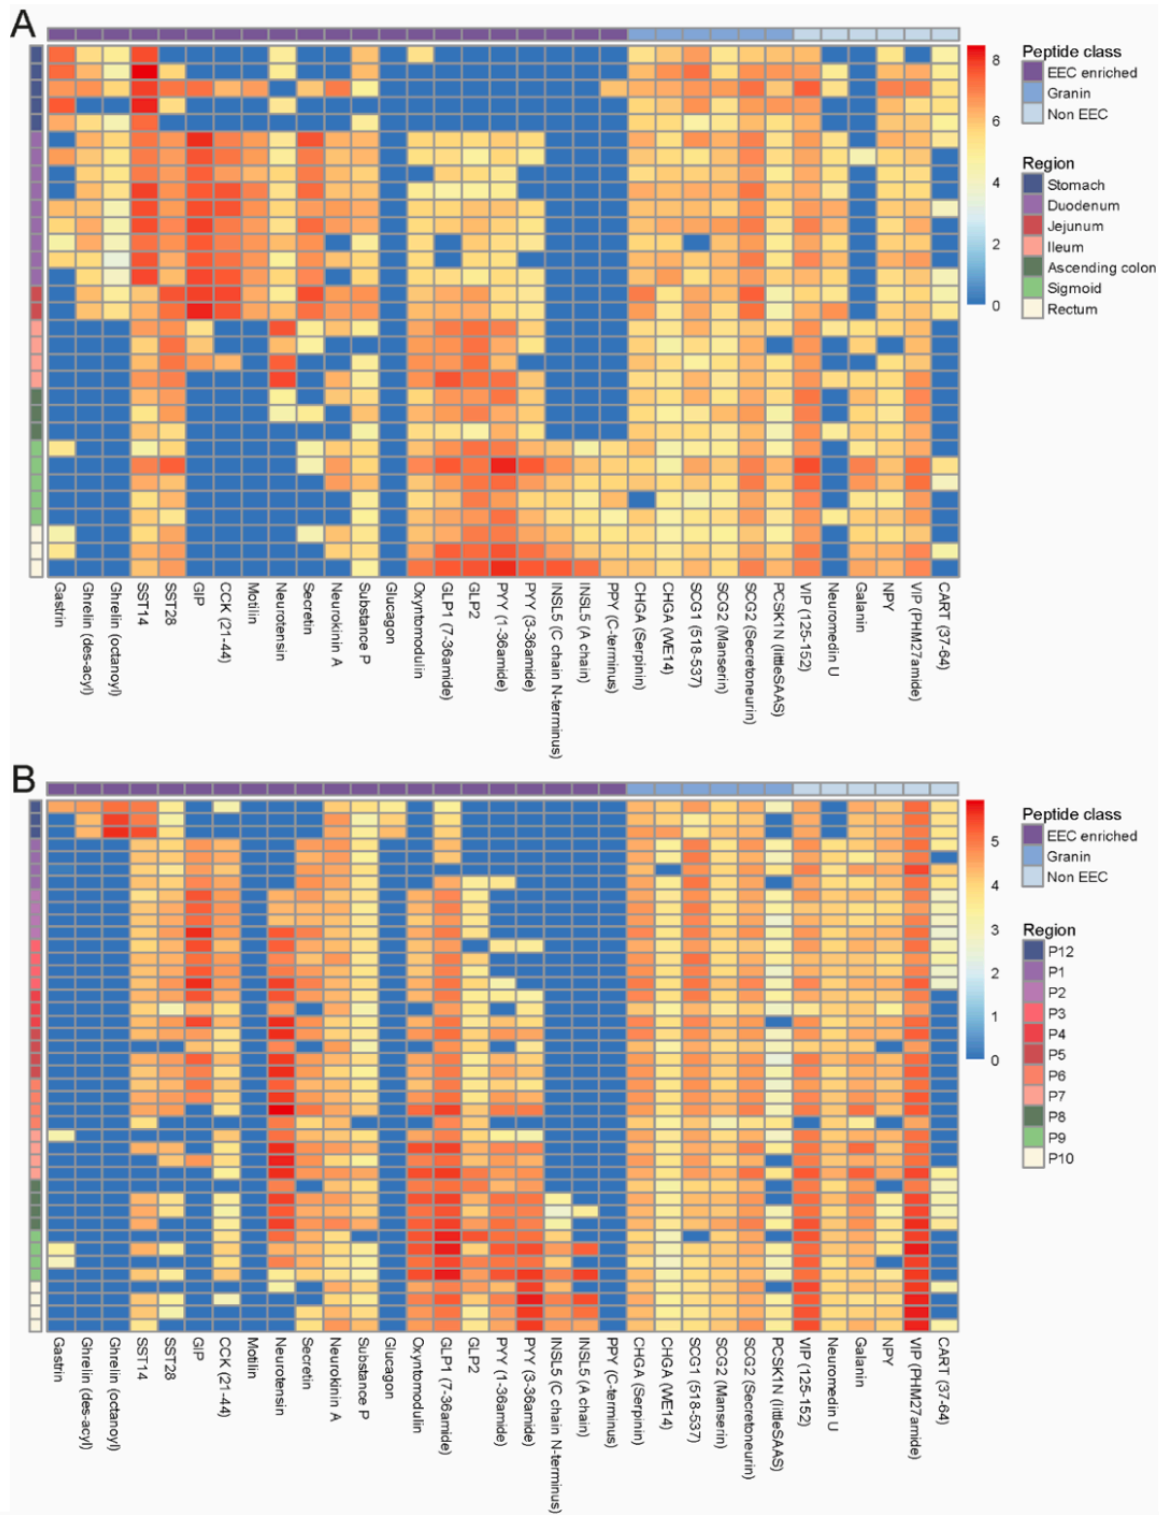 A
Peptide class
EEC enriched
Granin
Non EEC
8
6
4
2
0
Region
Stomach
Duodenum
Jejunum
Ileum
Ascending colon
Sigmoid
Rectum
Gastrin
Ghrelin (des-acyl)
Ghrelin (octanoyl)
SST14
SST28
GIP
CCK (21-44)
Motilin
Neurotensin
Secretin
Neurokinin A
Substance P
Glucagon
Oxyntomodulin
GLP1 (7-36amide)
GLP2
PYY (1-36amide)
PYY (3-36amide)
INSL5 (C chain N-terminus)
INSL5 (A chain)
PPY (C-terminus)
CHGA (Serpinin)
CHGA (WE14)
SCG1 (518-537)
SCG2 (Manserin)
SCG2 (Secretoneurin)
PCSK1N (littleSAAS)
VIP (125-152)
Neuromedin U
Galanin
NPY
VIP (PHM27amide)
CART (37-64)
B
Peptide class
EEC enriched
Granin
Non EEC
5
4
3
2
1
0
Region
P12
P1
P2
P3
P4
P5
P6
P7
P8
P9
P10
Gastrin
Ghrelin (des-acyl)
Ghrelin (octanoyl)
SST14
SST28
GIP
CCK (21-44)
Motilin
Neurotensin
Secretin
Neurokinin A
Substance P
Glucagon
Oxyntomodulin
GLP1 (7-36amide)
GLP2
PYY (1-36amide)
PYY (3-36amide)
INSL5 (C chain N-terminus)
INSL5 (A chain)
PPY (C-terminus)
CHGA (Serpinin)
CHGA (WE14)
SCG1 (518-537)
SCG2 (Manserin)
SCG2 (Secretoneurin)
PCSK1N (littleSAAS)
VIP (125-152)
Neuromedin U
Galanin
NPY
VIP (PHM27amide)
CART (37-64)